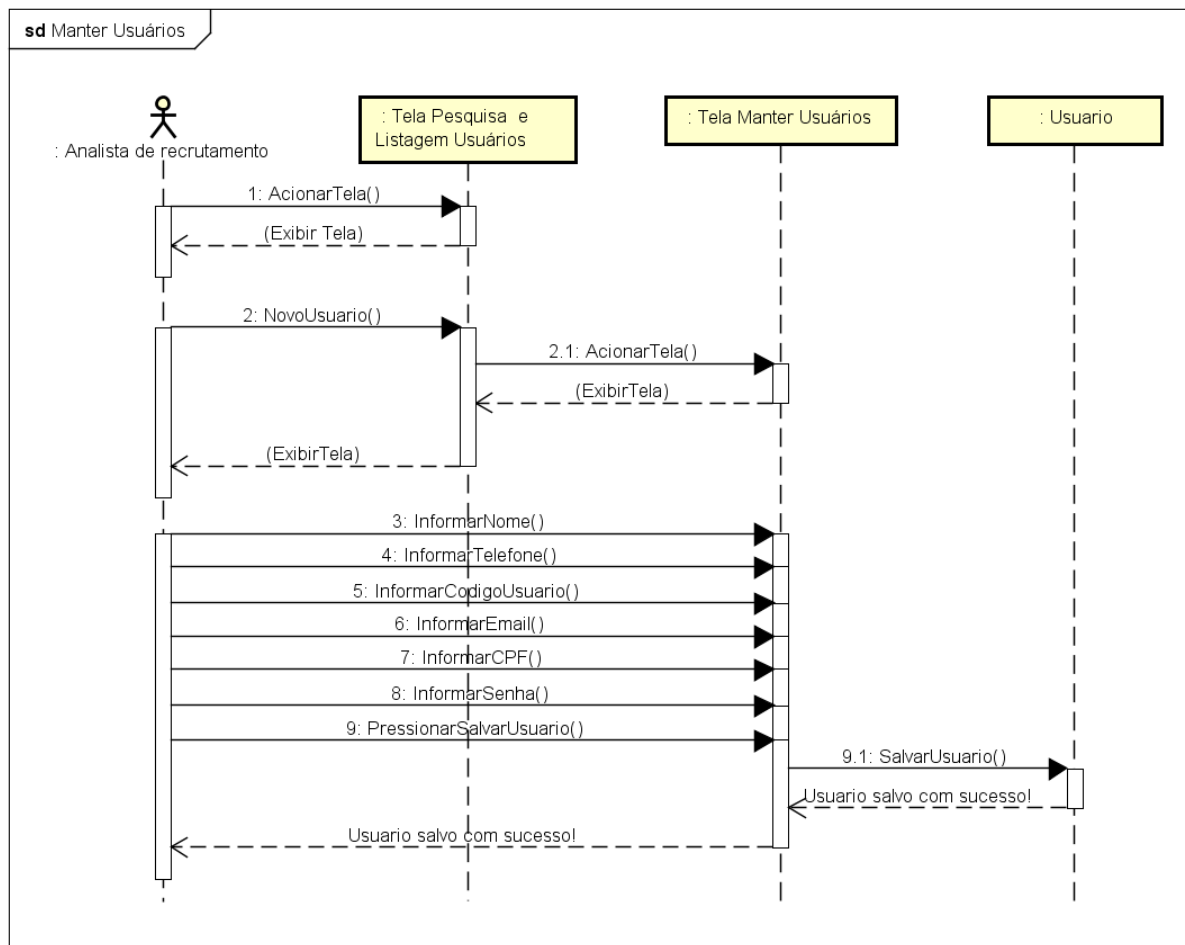 sd Manter Usuários
: Analista de recrutamento
: Tela Pesquisa e
Listagem Usuários
: Tela Manter Usuários
: Usuario
1: AcionarTela()
(Exibir Tela)
2: NovoUsuario()
2.1: AcionarTela()
(ExibirTela)
(ExibirTela)
3: InformarNome()
4: InformarTelefone()
5: InformarCodigoUsuario()
6: InformarEmail()
7: InformarCPF()
8: InformarSenha()
9: PressionarSalvarUsuario()
9.1: SalvarUsuario()
Usuario salvo com sucesso!
Usuario salvo com sucesso!